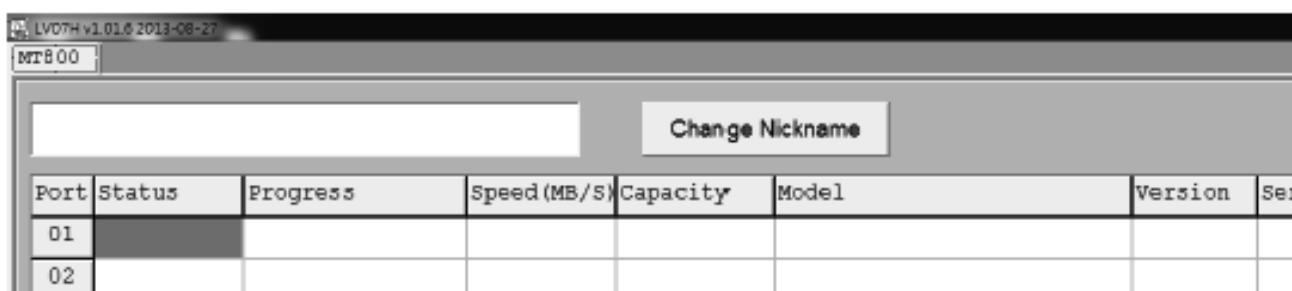 LV07H v1.01.6 2013-08-27
MT800
Change Nickname
Port Status Progress Speed(MB/S) Capacity Model Version Ser
01
02